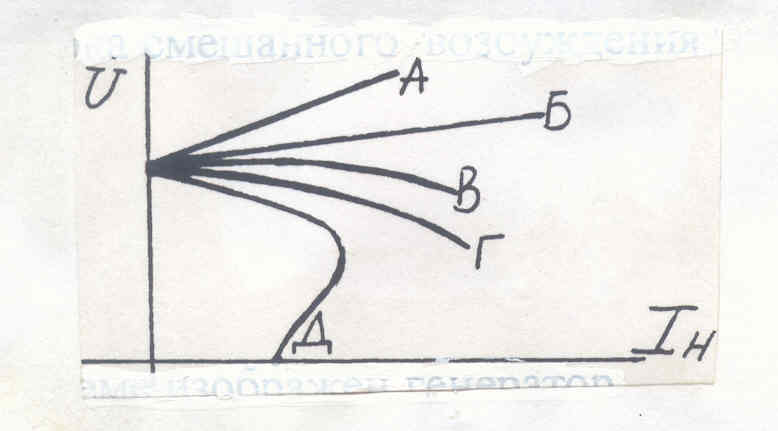 смешанного возбуждения
U
А
Б
В
Г
Д
Iн
изображен генератор